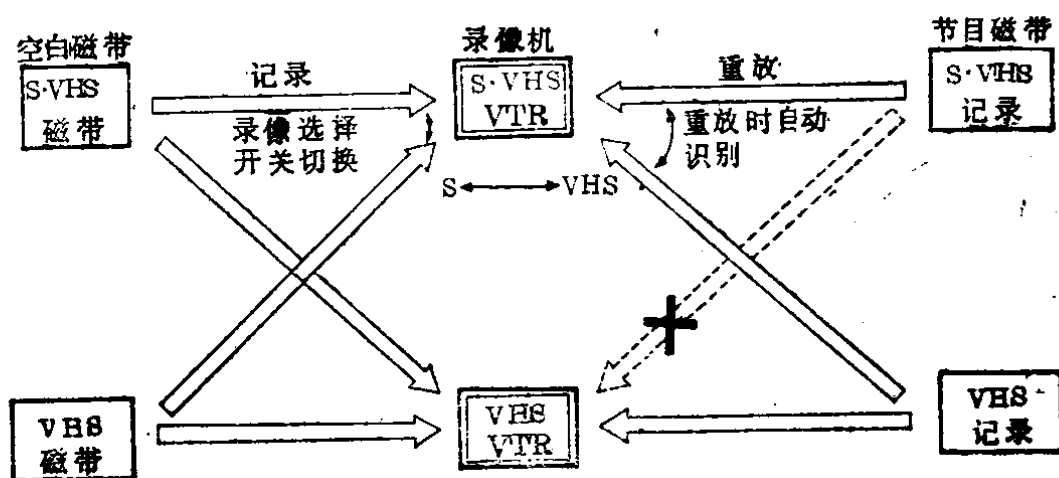 空白磁带
S·VHS
磁带
记录
录像选择
开关切换
录像机
S·VHS
VTR
S
VHS
重放
重放时自动
识别
节目磁带
S·VHS
记录
VHS
磁带
VHS
VTR
VHS
记录